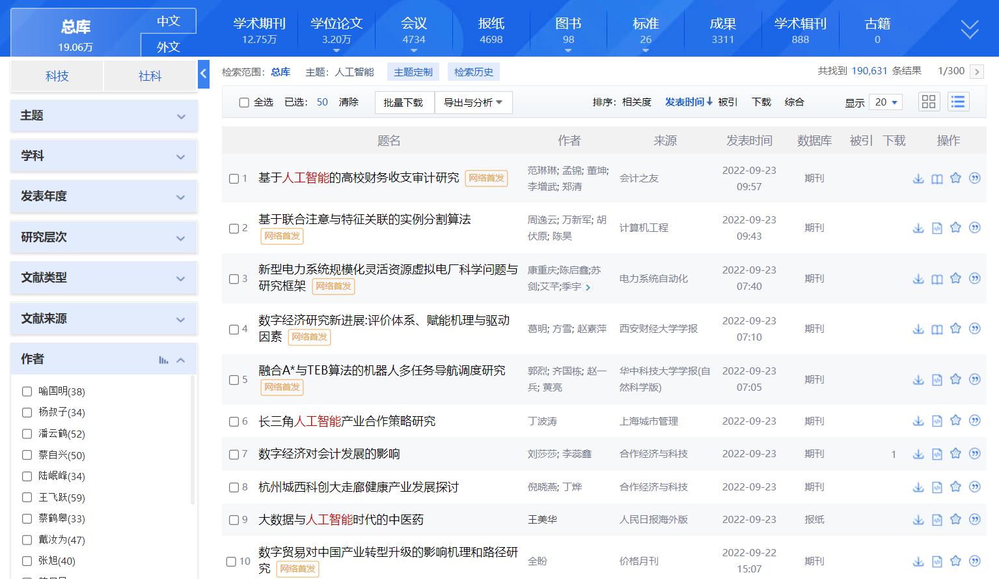 总库
19.06万
中文
外文
学术期刊
12.75万
学位论文
3.20万
会议
4734
报纸
4698
图书
98
标准
26
成果
3311
学术辑刊
888
古籍
0
科技 社科
检索范围：总库 主题：人工智能 主题定制 检索历史 共找到 190,631 条结果 1/300
全选 已选：50 清除 批量下载 导出与分析 排序：相关度 发表时间 被引 下载 综合 显示 20
主题
学科
发表年度
研究层次
文献类型
文献来源
作者
喻国明(38)
杨叔子(34)
潘云鹤(52)
蔡自兴(50)
陆岷峰(34)
王飞跃(59)
蔡鹤皋(33)
戴汝为(47)
张旭(40)
题名 作者 来源 发表时间 数据库 被引 下载 操作
1 基于人工智能的高校财务收支审计研究 网络首发
范琳琳; 孟锦; 董坤;
李增武; 郑清
会计之友
2022-09-23
09:57
期刊
2 基于联合注意与特征关联的实例分割算法
网络首发
周逸云; 万新军; 胡
伏原; 陈昊
计算机工程
2022-09-23
09:43
期刊
3 新型电力系统规模化灵活资源虚拟电厂科学问题与
研究框架 网络首发
康重庆;陈启鑫;苏
剑;艾芊;季宇
电力系统自动化
2022-09-23
07:40
期刊
4 数字经济研究新进展:评价体系、赋能机理与驱动
因素 网络首发
葛明; 方雪; 赵素萍
西安财经大学学报
2022-09-23
07:10
期刊
5 融合A*与TEB算法的机器人多任务导航调度研究
网络首发
郭烈; 齐国栋; 赵一
兵; 黄亮
华中科技大学学报(自
然科学版)
2022-09-23
07:05
期刊
6 长三角人工智能产业合作策略研究 丁波涛 上海城市管理 2022-09-23 期刊
7 数字经济对会计发展的影响 刘莎莎; 李蕊鑫 合作经济与科技 2022-09-23 期刊 1
8 杭州城西科创大走廊健康产业发展探讨 倪晓燕; 丁烨 合作经济与科技 2022-09-23 期刊
9 大数据与人工智能时代的中医药 王美华 人民日报海外版 2022-09-23 报纸
10 数字贸易对中国产业转型升级的影响机理和路径研
究 网络首发
全盼
价格月刊
2022-09-22
15:07
期刊